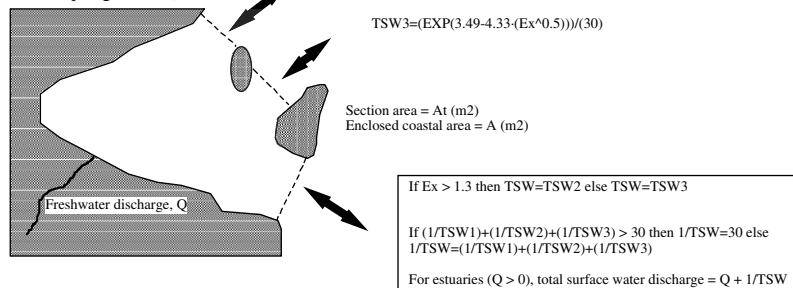 TSW3=(EXP(3.49-4.33·(Ex^0.5)))/(30)
Section area = At (m2)
Enclosed coastal area = A (m2)
Freshwater discharge, Q
If Ex > 1.3 then TSW=TSW2 else TSW=TSW3
If (1/TSW1)+(1/TSW2)+(1/TSW3) > 30 then 1/TSW=30 else
1/TSW=(1/TSW1)+(1/TSW2)+(1/TSW3)
For estuaries (Q > 0), total surface water discharge = Q + 1/TSW